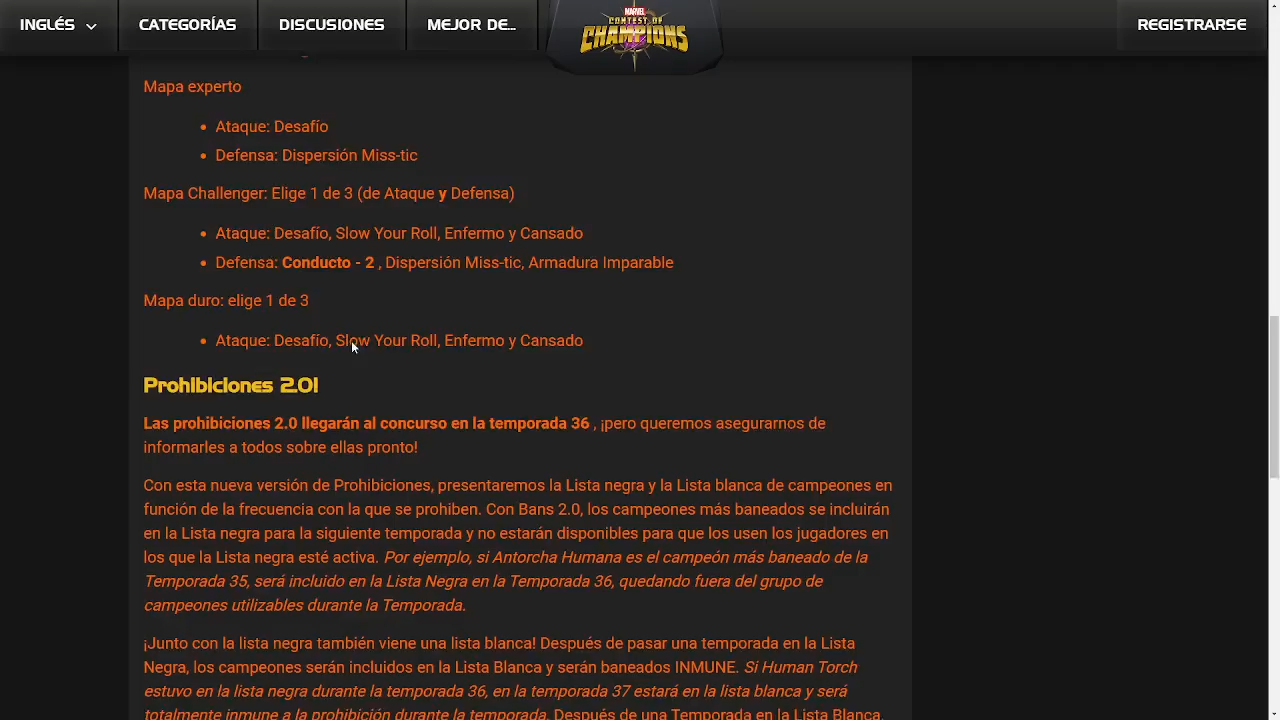 INGLÉS CATEGORÍAS DISCUSIONES MEJOR DE... MARVEL CONTEST OF CHAMPIONS REGISTRARSE
Mapa experto
• Ataque: Desafío
• Defensa: Dispersión Miss-tic
Mapa Challenger: Elige 1 de 3 (de Ataque y Defensa)
• Ataque: Desafío, Slow Your Roll, Enfermo y Cansado
• Defensa: Conducto - 2 , Dispersión Miss-tic, Armadura Imparable
Mapa duro: elige 1 de 3
• Ataque: Desafío, Slow Your Roll, Enfermo y Cansado
Prohibiciones 2.0!
Las prohibiciones 2.0 llegarán al concurso en la temporada 36 , ¡pero queremos asegurarnos de
informarles a todos sobre ellas pronto!
Con esta nueva versión de Prohibiciones, presentaremos la Lista negra y la Lista blanca de campeones en
función de la frecuencia con la que se prohiben. Con Bans 2.0, los campeones más baneados se incluirán
en la Lista negra para la siguiente temporada y no estarán disponibles para que los usen los jugadores en
los que la Lista negra esté activa. Por ejemplo, si Antorcha Humana es el campeón más baneado de la
Temporada 35, será incluido en la Lista Negra en la Temporada 36, quedando fuera del grupo de
campeones utilizables durante la Temporada.
¡Junto con la lista negra también viene una lista blanca! Después de pasar una temporada en la Lista
Negra, los campeones serán incluidos en la Lista Blanca y serán baneados INMUNE. Si Human Torch
estuvo en la lista negra durante la temporada 36, en la temporada 37 estará en la lista blanca y será
totalmente inmune a la prohibición durante la temporada. Después de una Temporada en la Lista Blanca,